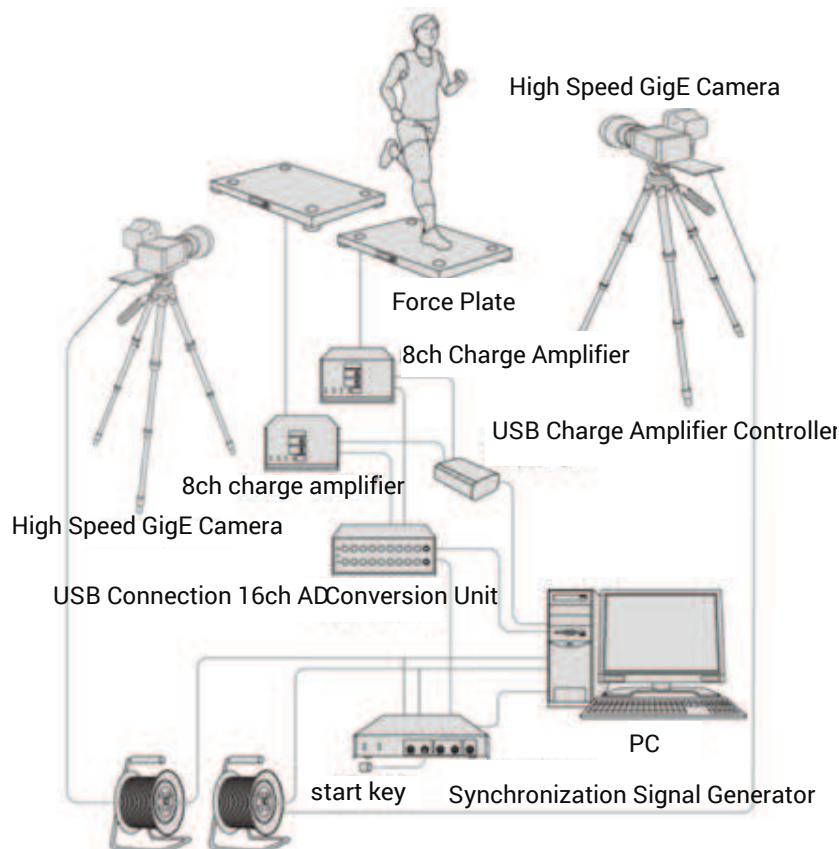 High Speed GigE Camera
Force Plate
8ch Charge Amplifier
USB Charge Amplifier Controller
8ch charge amplifier
High Speed GigE Camera
USB Connection 16ch ADConversion Unit
PC
start key
Synchronization Signal Generator